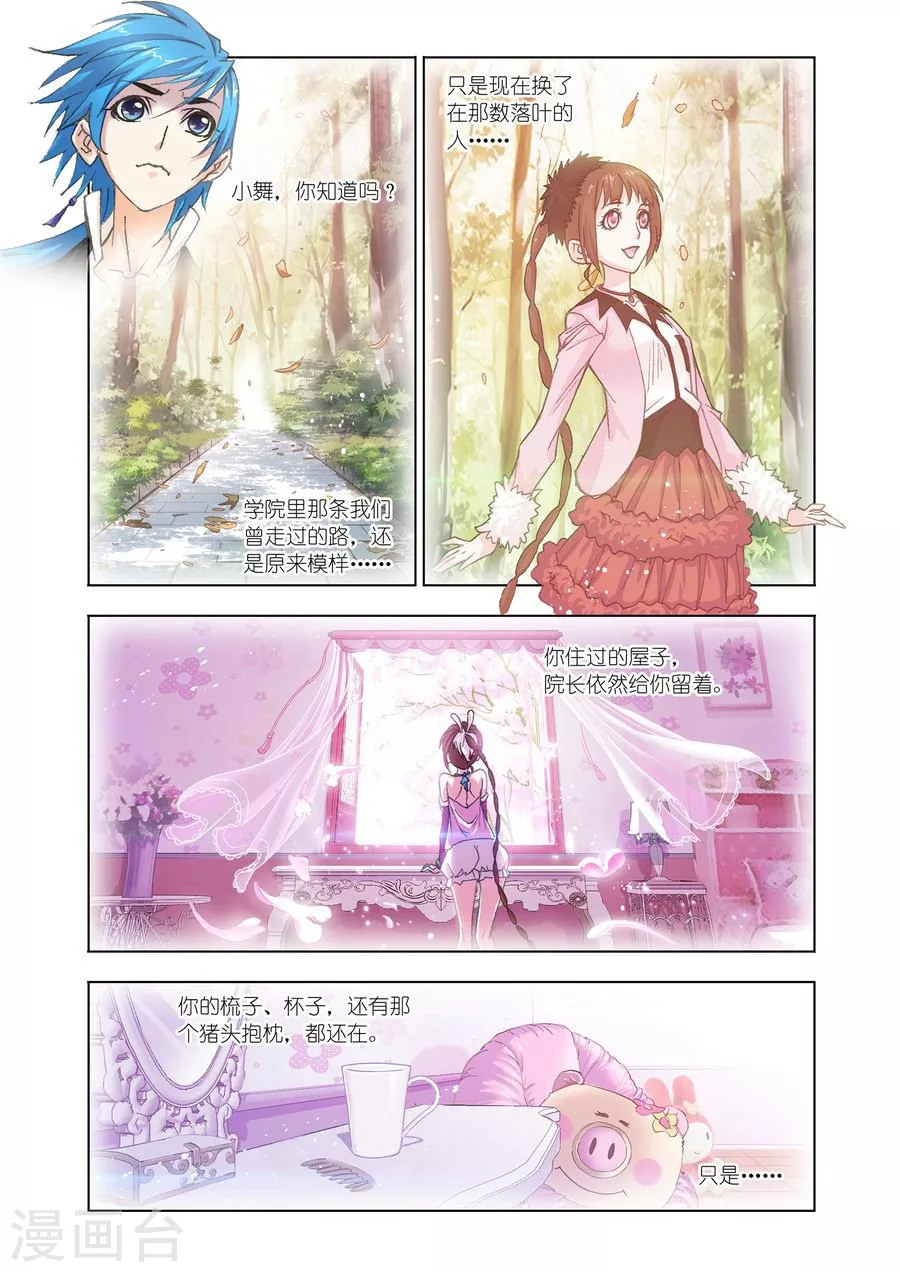 小舞，你知道吗？
学院里那条我们
曾走过的路，还
是原来模样……
只是现在换了
在那数落叶的
人……
你住过的屋子，
院长依然给你留着。
你的梳子、杯子，还有那
个猪头抱枕，都还在。
只是……
漫画台